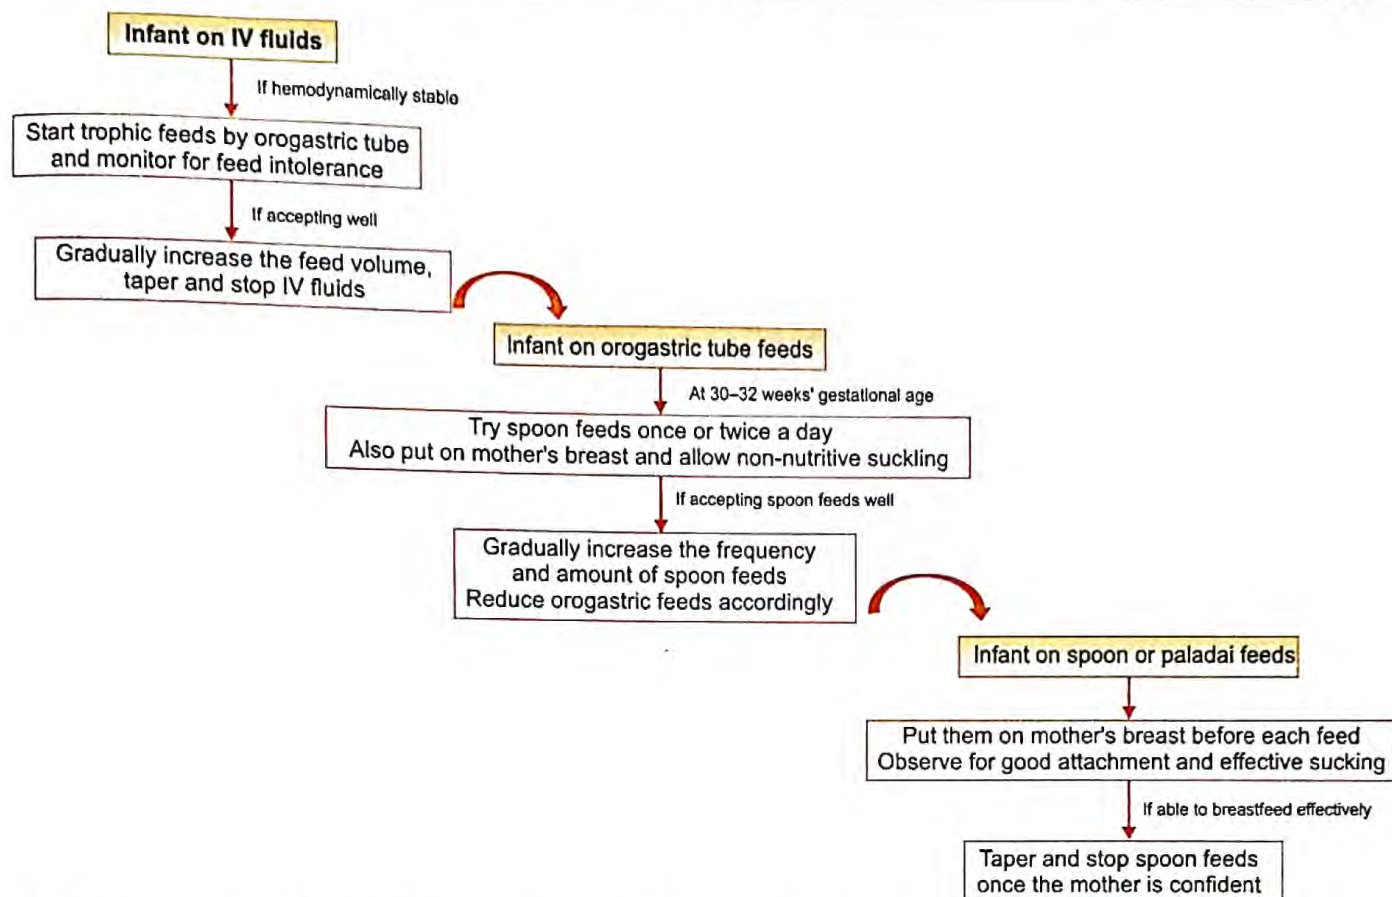 Infant on IV fluids
If hemodynamically stable
Start trophic feeds by orogastric tube
and monitor for feed intolerance
If accepting well
Gradually increase the feed volume,
taper and stop IV fluids
Infant on orogastric tube feeds
At 30–32 weeks' gestational age
Try spoon feeds once or twice a day
Also put on mother's breast and allow non-nutritive suckling
If accepting spoon feeds well
Gradually increase the frequency
and amount of spoon feeds
Reduce orogastric feeds accordingly
Infant on spoon or paladai feeds
Put them on mother's breast before each feed
Observe for good attachment and effective sucking
If able to breastfeed effectively
Taper and stop spoon feeds
once the mother is confident